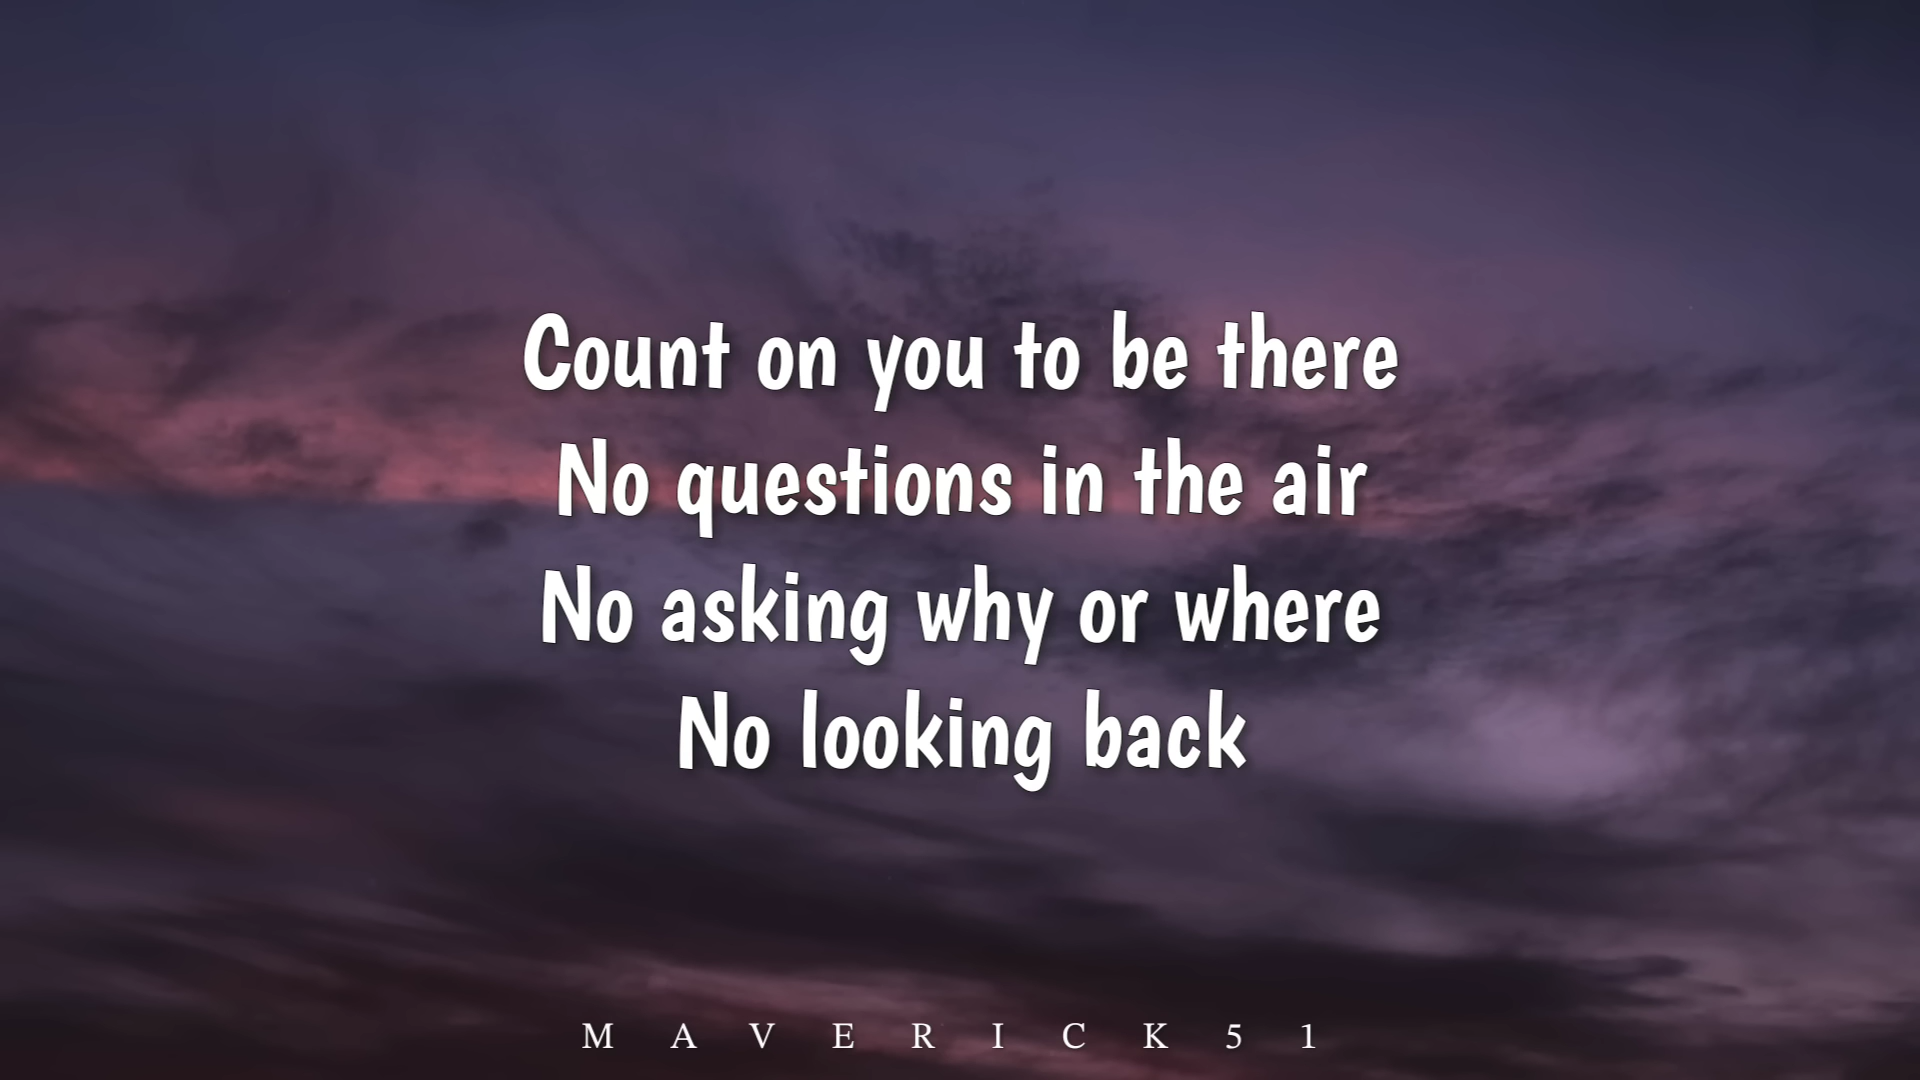 Count on you to be there
No questions in the air
No asking why or where
No looking back
MAVERICK51